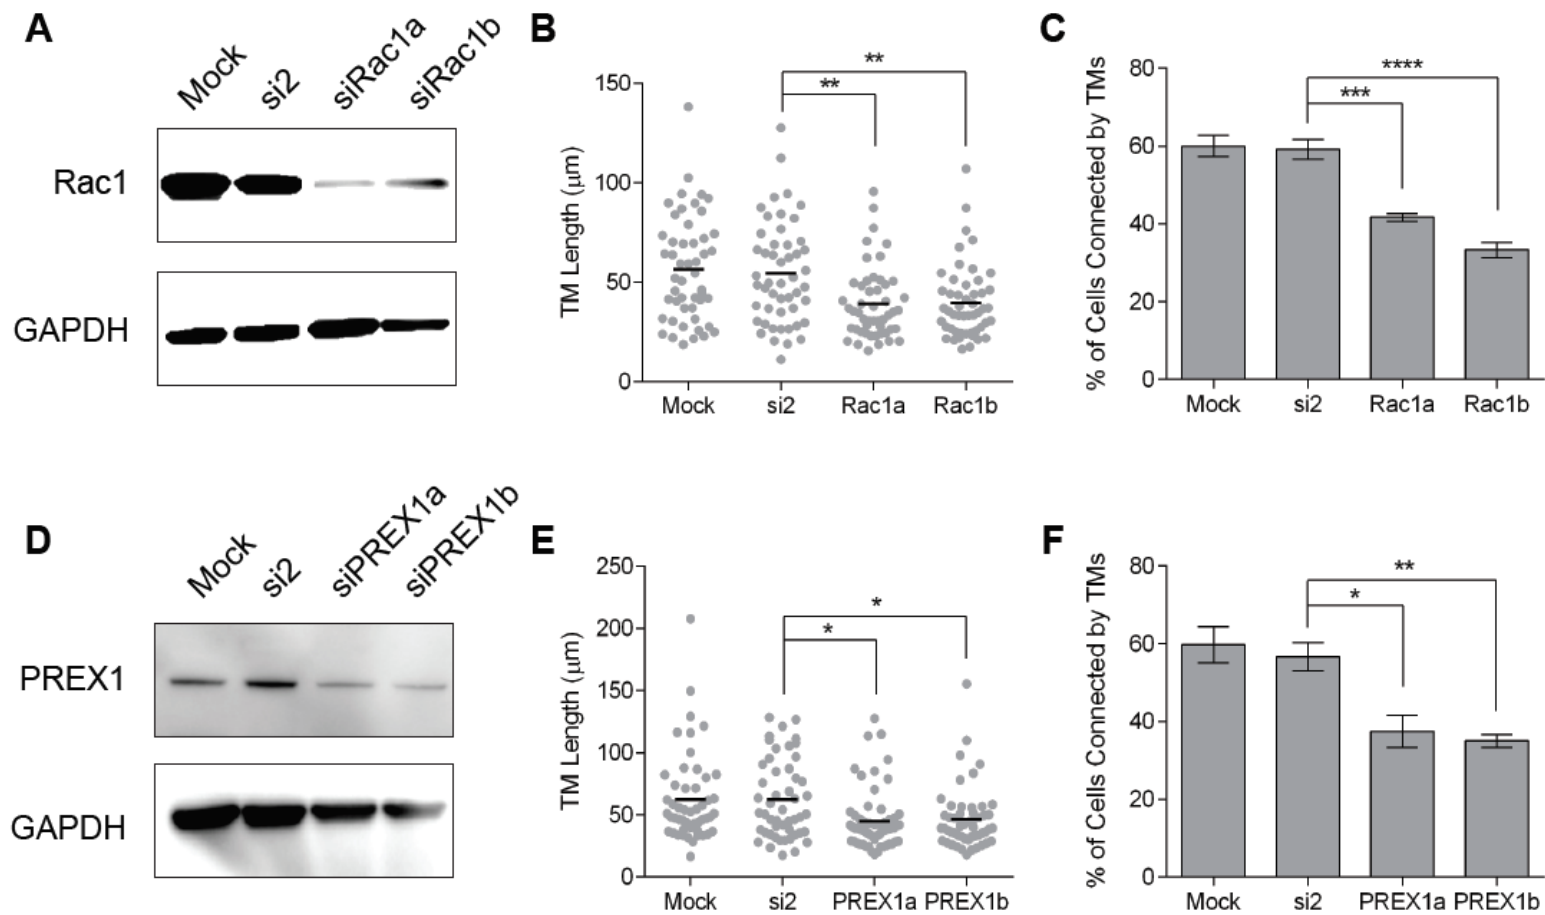 A
Mock
si2
siRac1a
siRac1b
Rac1
GAPDH
B
**
**
150
100
50
0
TM Length (μm)
Mock si2 Rac1a Rac1b
C
****
***
80
60
40
20
0
% of Cells Connected by TMs
Mock si2 Rac1a Rac1b
D
Mock
si2
siPREX1a
siPREX1b
PREX1
GAPDH
E
*
*
250
200
150
100
50
0
TM Length (μm)
Mock si2 PREX1a PREX1b
F
**
*
80
60
40
20
0
% of Cells Connected by TMs
Mock si2 PREX1a PREX1b